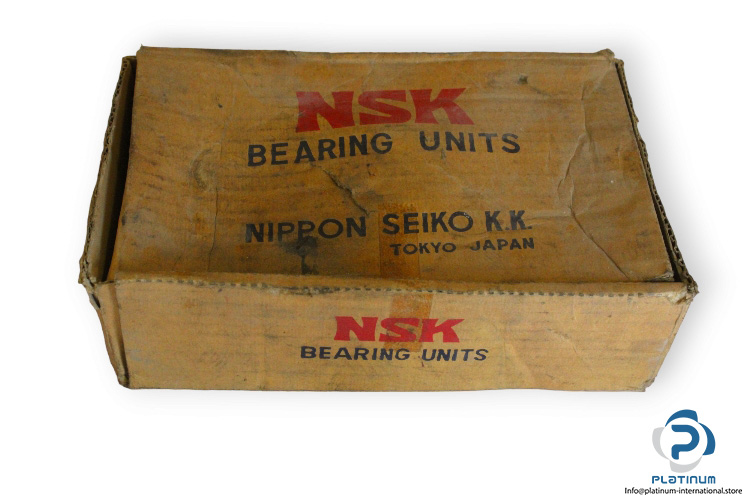 NSK
BEARING UNITS
NIPPON SEIKO K.K.
TOKYO JAPAN
NSK
BEARING UNITS
PLATINUM
Info@platinum-international.store